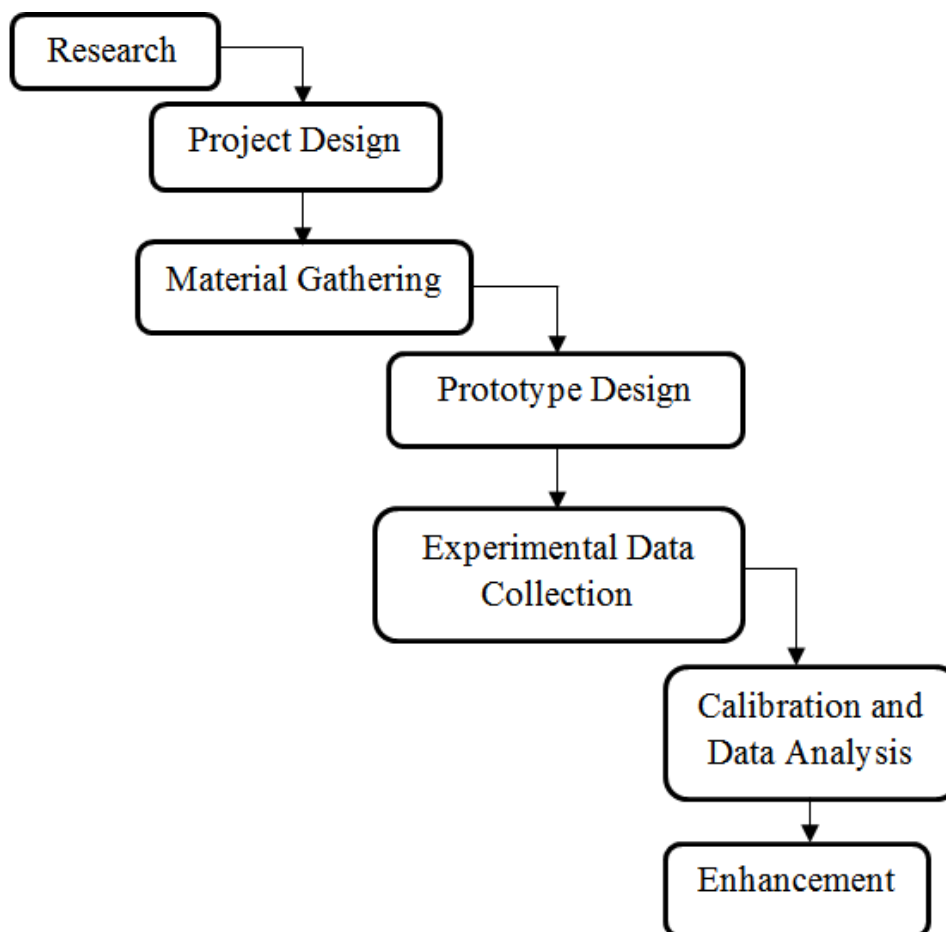 Research
Project Design
Material Gathering
Prototype Design
Experimental Data
Collection
Calibration and
Data Analysis
Enhancement